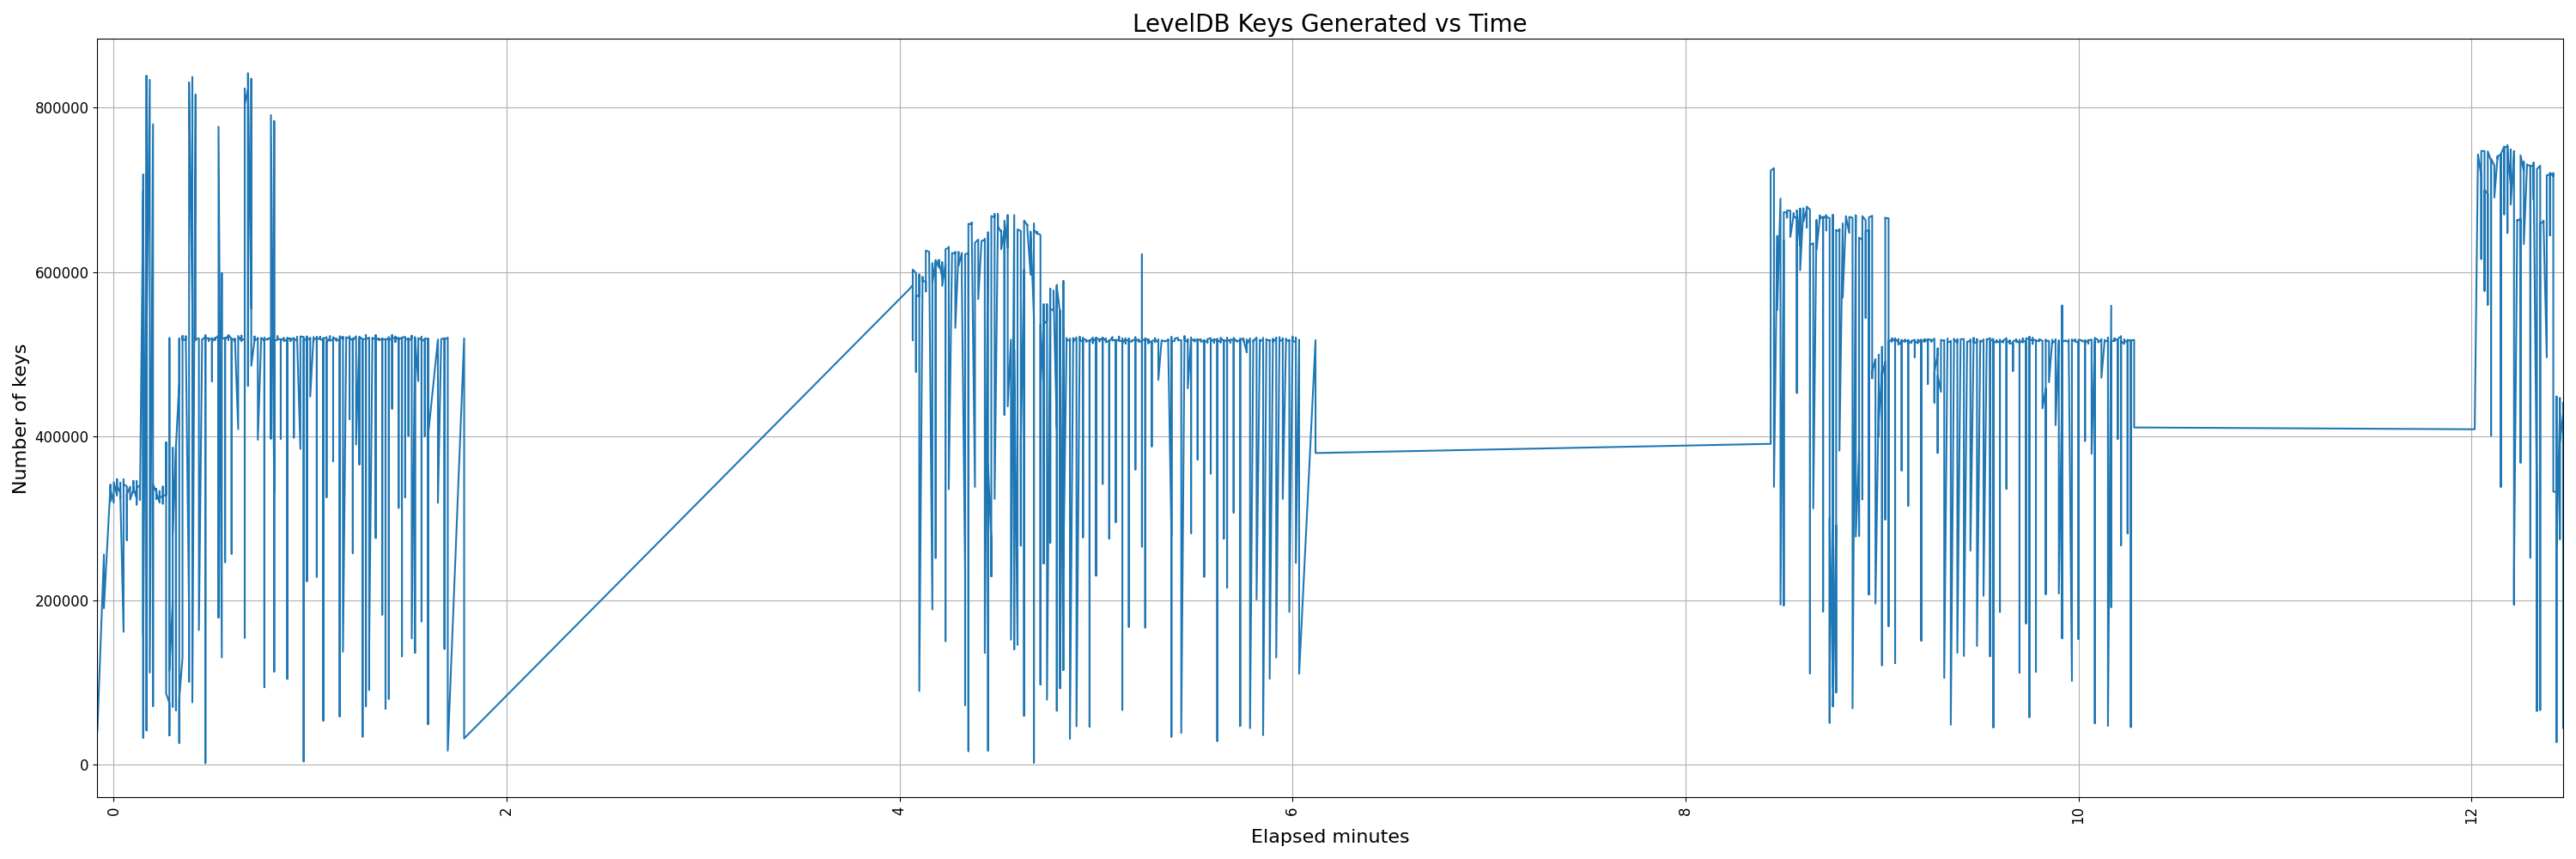 LevelDB Keys Generated vs Time
Number of keys
800000
600000
400000
200000
0
0 2 4 6 8 10 12
Elapsed minutes